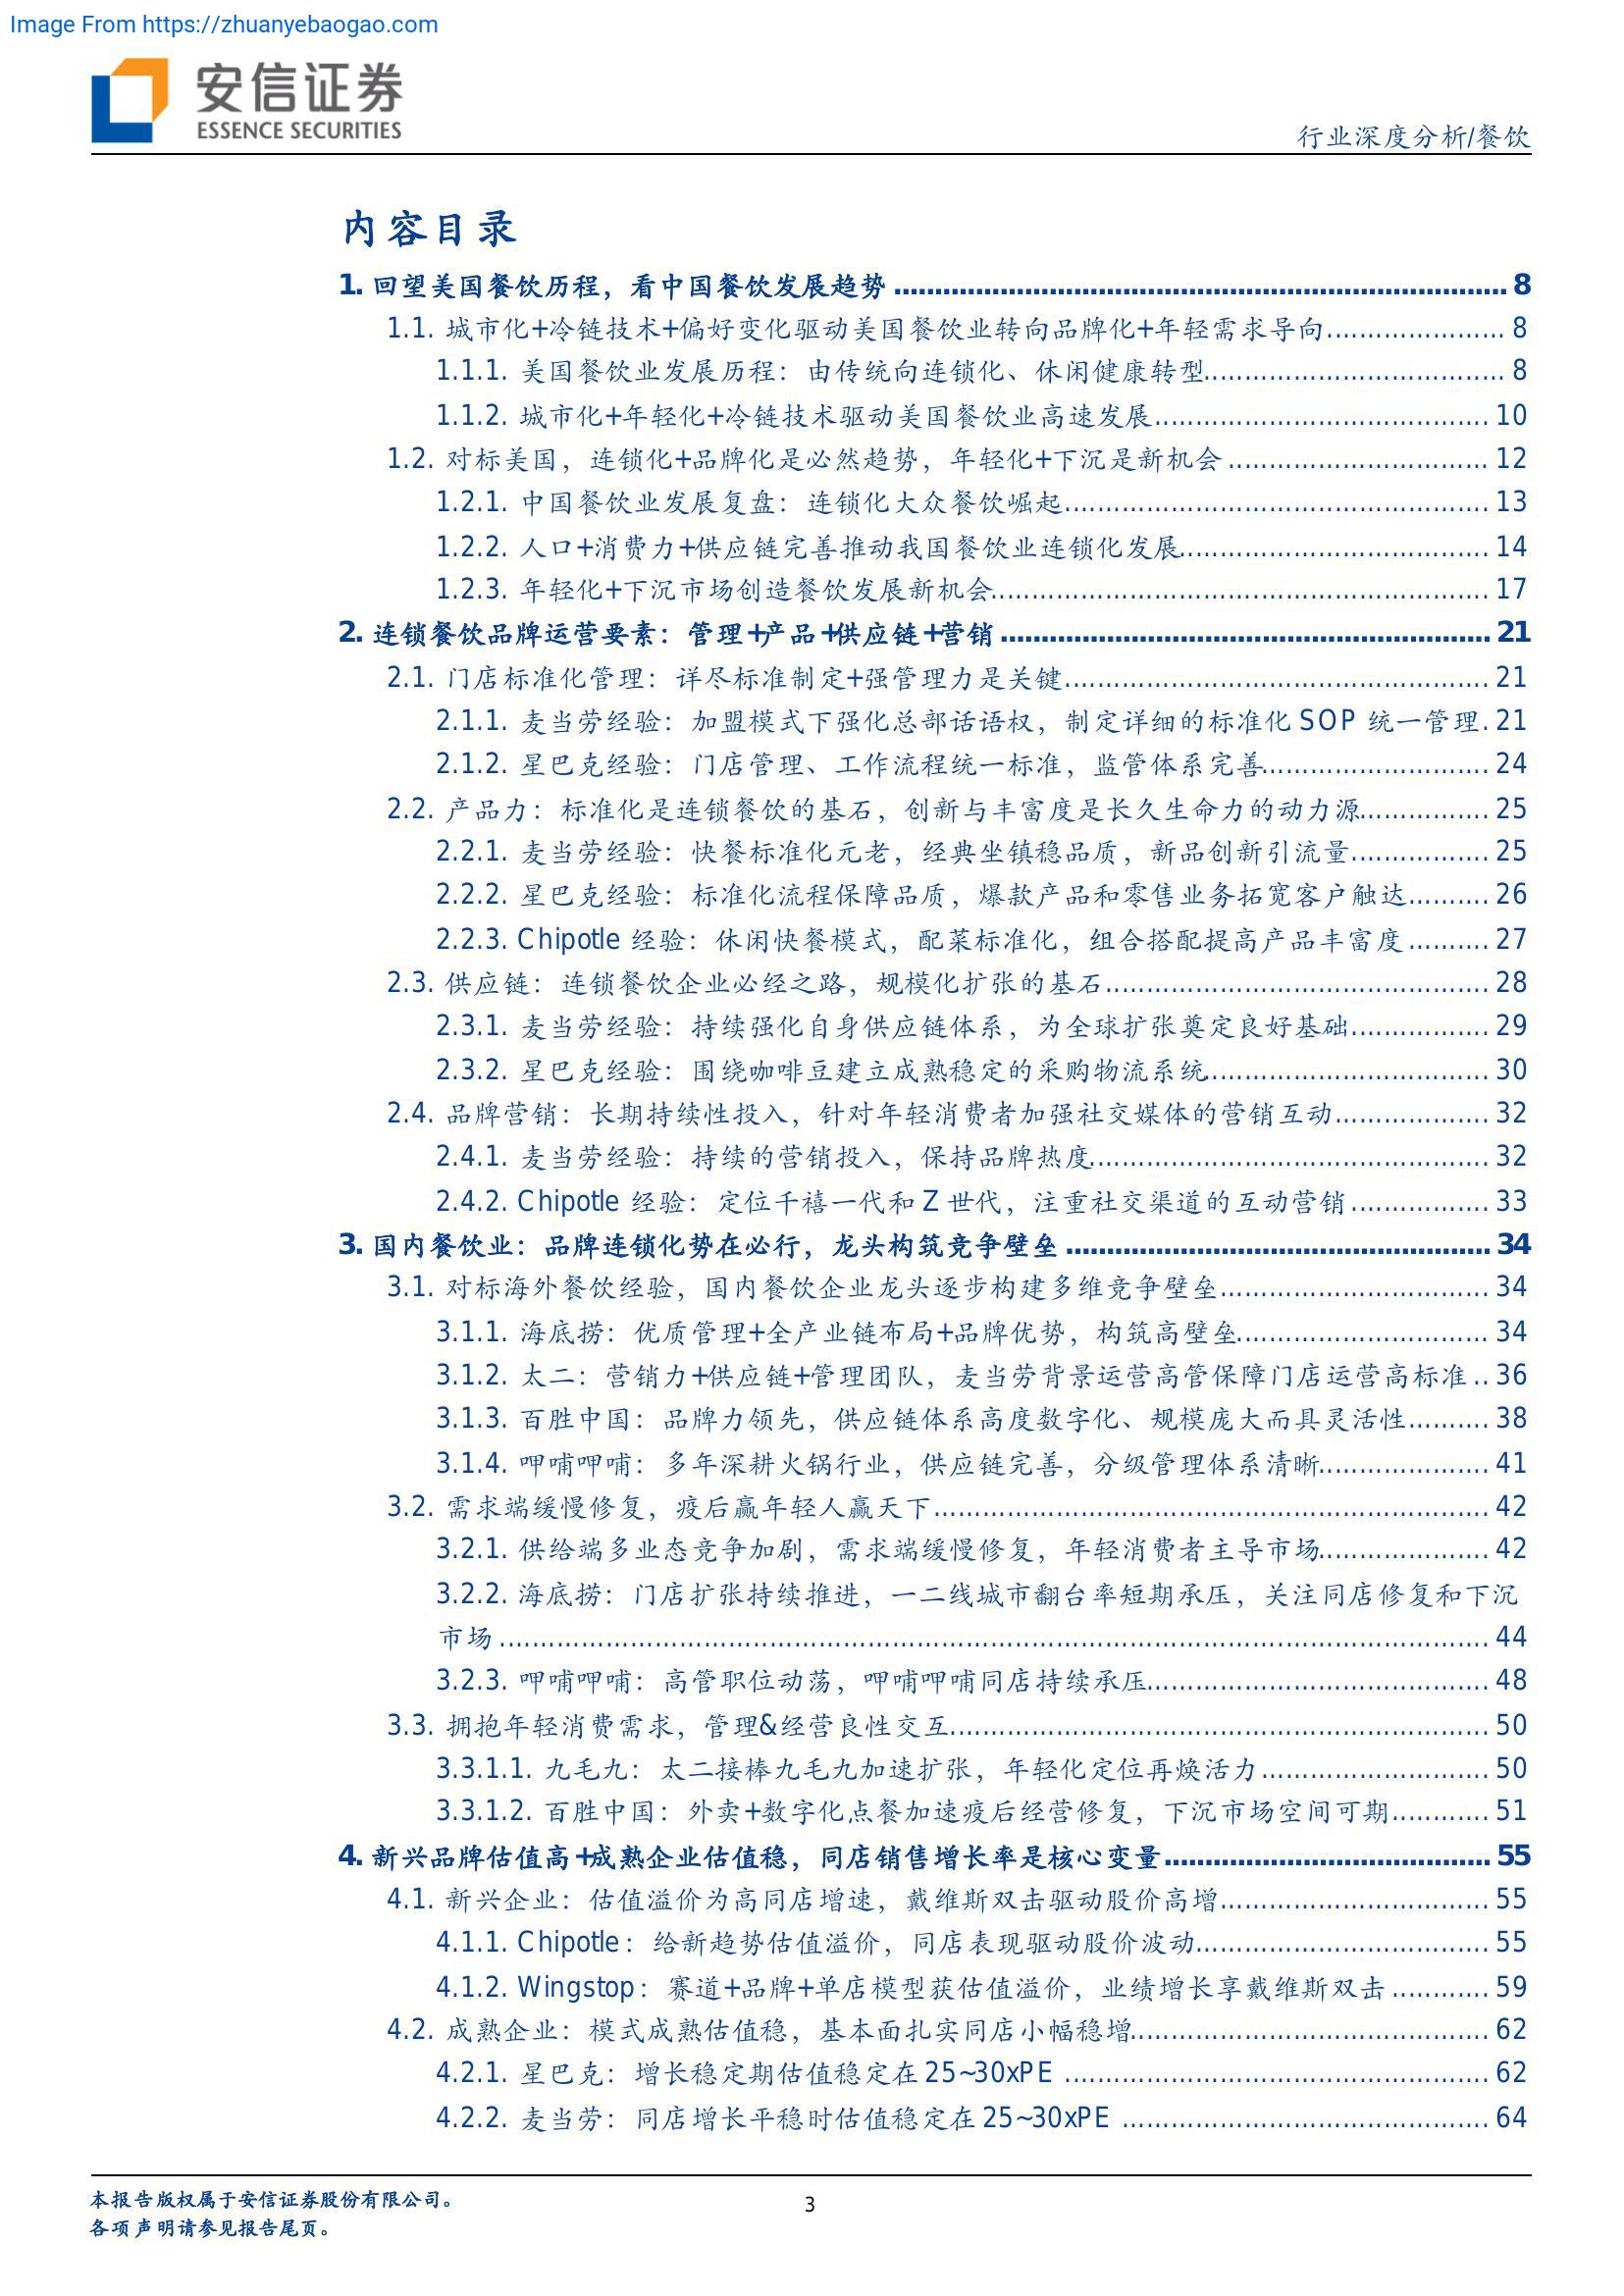 Image From https://zhuanyebaogao.com
安信证券
ESSENCE SECURITIES
行业深度分析/餐饮
内容目录
1. 回望美国餐饮历程，看中国餐饮发展趋势 ........................................ 8
1.1. 城市化+冷链技术+偏好变化驱动美国餐饮业转向品牌化+年轻需求导向...................... 8
1.1.1. 美国餐饮业发展历程：由传统向连锁化、休闲健康转型..................................... 8
1.1.2. 城市化+年轻化+冷链技术驱动美国餐饮业高速发展......................................... 10
1.2. 对标美国，连锁化+品牌化是必然趋势，年轻化+下沉是新机会 ................................ 12
1.2.1. 中国餐饮业发展复盘：连锁化大众餐饮崛起.................................................... 13
1.2.2. 人口+消费力+供应链完善推动我国餐饮业连锁化发展...................................... 14
1.2.3. 年轻化+下沉市场创造餐饮发展新机会............................................................. 17
2. 连锁餐饮品牌运营要素：管理+产品+供应链+营销 ............................................ 21
2.1. 门店标准化管理：详尽标准制定+强管理力是关键.................................................... 21
2.1.1. 麦当劳经验：加盟模式下强化总部话语权，制定详细的标准化 SOP 统一管理. 21
2.1.2. 星巴克经验：门店管理、工作流程统一标准，监管体系完善............................ 24
2.2. 产品力：标准化是连锁餐饮的基石，创新与丰富度是长久生命力的动力源................ 25
2.2.1. 麦当劳经验：快餐标准化元老，经典坐镇稳品质，新品创新引流量................. 25
2.2.2. 星巴克经验：标准化流程保障品质，爆款产品和零售业务拓宽客户触达.......... 26
2.2.3. Chipotle 经验：休闲快餐模式，配菜标准化，组合搭配提高产品丰富度 .......... 27
2.3. 供应链：连锁餐饮企业必经之路，规模化扩张的基石............................................... 28
2.3.1. 麦当劳经验：持续强化自身供应链体系，为全球扩张奠定良好基础................. 29
2.3.2. 星巴克经验：围绕咖啡豆建立成熟稳定的采购物流系统................................... 30
2.4. 品牌营销：长期持续性投入，针对年轻消费者加强社交媒体的营销互动................... 32
2.4.1. 麦当劳经验：持续的营销投入，保持品牌热度................................................. 32
2.4.2. Chipotle 经验：定位千禧一代和 Z 世代，注重社交渠道的互动营销 ................. 33
3. 国内餐饮业：品牌连锁化势在必行，龙头构筑竞争壁垒 .................................... 34
3.1. 对标海外餐饮经验，国内餐饮企业龙头逐步构建多维竞争壁垒................................. 34
3.1.1. 海底捞：优质管理+全产业链布局+品牌优势，构筑高壁垒............................... 34
3.1.2. 太二：营销力+供应链+管理团队，麦当劳背景运营高管保障门店运营高标准 .. 36
3.1.3. 百胜中国：品牌力领先，供应链体系高度数字化、规模庞大而具灵活性.......... 38
3.1.4. 呷哺呷哺：多年深耕火锅行业，供应链完善，分级管理体系清晰..................... 41
3.2. 需求端缓慢修复，疫后赢年轻人赢天下.................................................................... 42
3.2.1. 供给端多业态竞争加剧，需求端缓慢修复，年轻消费者主导市场..................... 42
3.2.2. 海底捞：门店扩张持续推进，一二线城市翻台率短期承压，关注同店修复和下沉
市场 ........................................................................................................................... 44
3.2.3. 呷哺呷哺：高管职位动荡，呷哺呷哺同店持续承压.......................................... 48
3.3. 拥抱年轻消费需求，管理&经营良性交互.................................................................. 50
3.3.1.1. 九毛九：太二接棒九毛九加速扩张，年轻化定位再焕活力 ............................ 50
3.3.1.2. 百胜中国：外卖+数字化点餐加速疫后经营修复，下沉市场空间可期............ 51
4. 新兴品牌估值高+成熟企业估值稳，同店销售增长率是核心变量............................ 55
4.1. 新兴企业：估值溢价为高同店增速，戴维斯双击驱动股价高增................................. 55
4.1.1. Chipotle：给新趋势估值溢价，同店表现驱动股价波动.................................... 55
4.1.2. Wingstop：赛道+品牌+单店模型获估值溢价，业绩增长享戴维斯双击 ............ 59
4.2. 成熟企业：模式成熟估值稳，基本面扎实同店小幅稳增............................................ 62
4.2.1. 星巴克：增长稳定期估值稳定在 25~30xPE .................................................... 62
4.2.2. 麦当劳：同店增长平稳时估值稳定在 25~30xPE ............................................. 64
本报告版权属于安信证券股份有限公司。
3
各项声明请参见报告尾页。